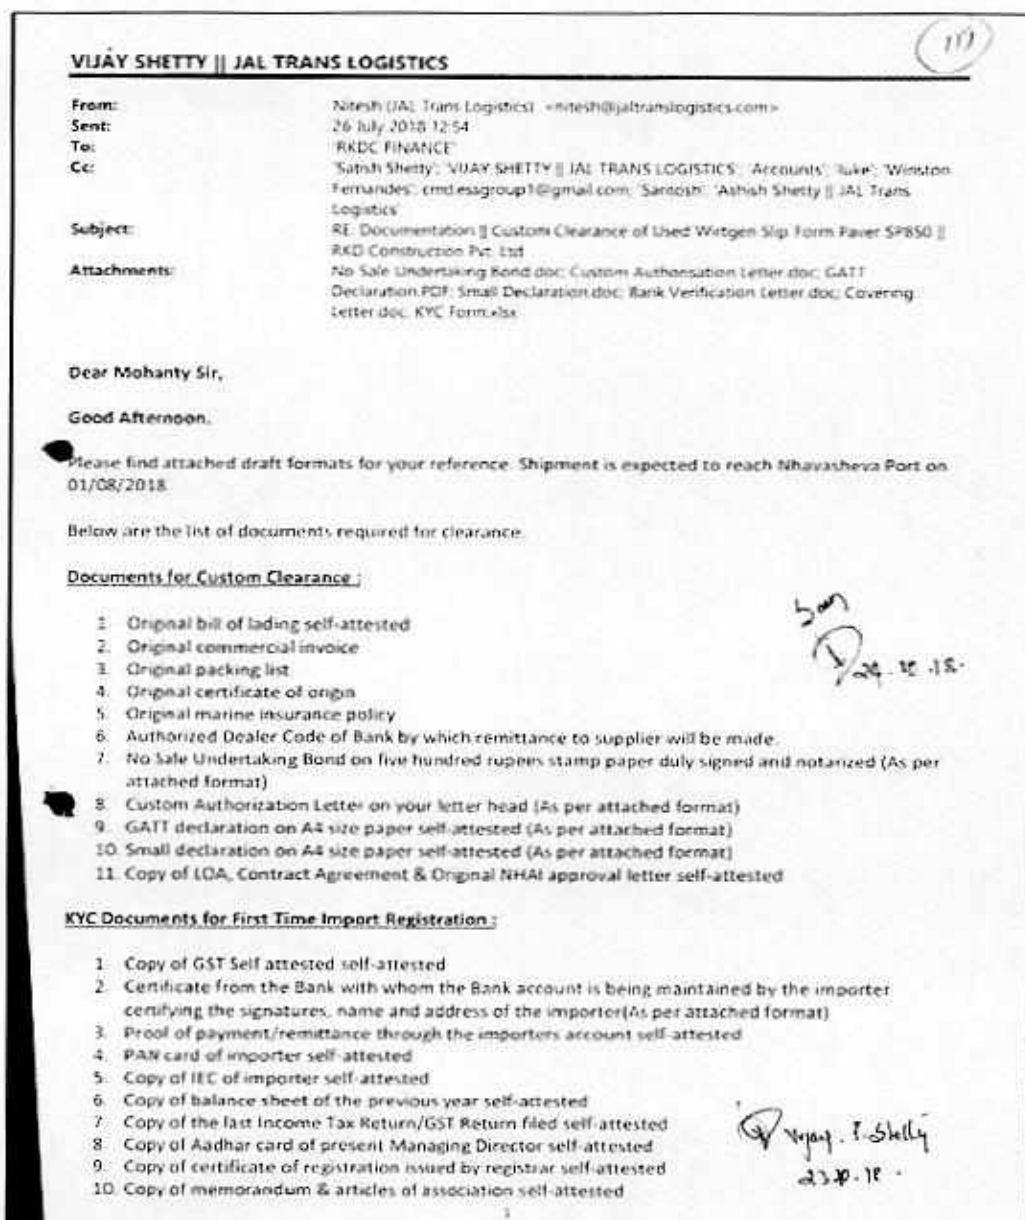 VIJAY SHETTY || JAL TRANS LOGISTICS
From: Nitesh (JAL Trans Logistics) <nitesh@jaltranslogistics.com>
Sent: 26 July 2018 12:54
To: 'RKDC FINANCE'
Cc: 'Satish Shetty'; 'VIJAY SHETTY || JAL TRANS LOGISTICS'; 'Accounts'; 'luke'; 'Winston
Fernandes'; cmd.essgroup1@gmail.com; 'Santosh'; 'Ashish Shetty || JAL Trans
Logistics'
Subject: RE: Documentation || Custom Clearance of Used Wirtgen Slip Form Paver SP850 ||
RKD Construction Pvt. Ltd
Attachments: No Sale Undertaking Bond.doc; Custom Authorisation Letter.doc; GATT
Declaration.PDF; Small Declaration.doc; Bank Verification Letter.doc; Covering
Letter.doc; KYC Form.xlsx
Dear Mohanty Sir,
Good Afternoon,
Please find attached draft formats for your reference. Shipment is expected to reach Nhavasheva Port on
01/08/2018
Below are the list of documents required for clearance.
Documents for Custom Clearance :
1. Original bill of lading self-attested
2. Original commercial invoice
3. Original packing list
4. Original certificate of origin
5. Original marine insurance policy
6. Authorized Dealer Code of Bank by which remittance to supplier will be made.
7. No Sale Undertaking Bond on five hundred rupees stamp paper duly signed and notarized (As per
attached format)
8. Custom Authorization Letter on your letter head (As per attached format)
9. GATT declaration on A4 size paper self-attested (As per attached format)
10. Small declaration on A4 size paper self-attested (As per attached format)
11. Copy of LOA, Contract Agreement & Original NHAI approval letter self-attested
KYC Documents for First Time Import Registration :
1. Copy of GST Self attested self-attested
2. Certificate from the Bank with whom the Bank account is being maintained by the importer
certifying the signatures, name and address of the importer(As per attached format)
3. Proof of payment/remittance through the importers account self-attested
4. PAN card of importer self-attested
5. Copy of IEC of importer self-attested
6. Copy of balance sheet of the previous year self-attested
7. Copy of the last Income Tax Return/GST Return filed self-attested
8. Copy of Aadhar card of present Managing Director self-attested
9. Copy of certificate of registration issued by registrar self-attested
10. Copy of memorandum & articles of association self-attested
Shetty
1